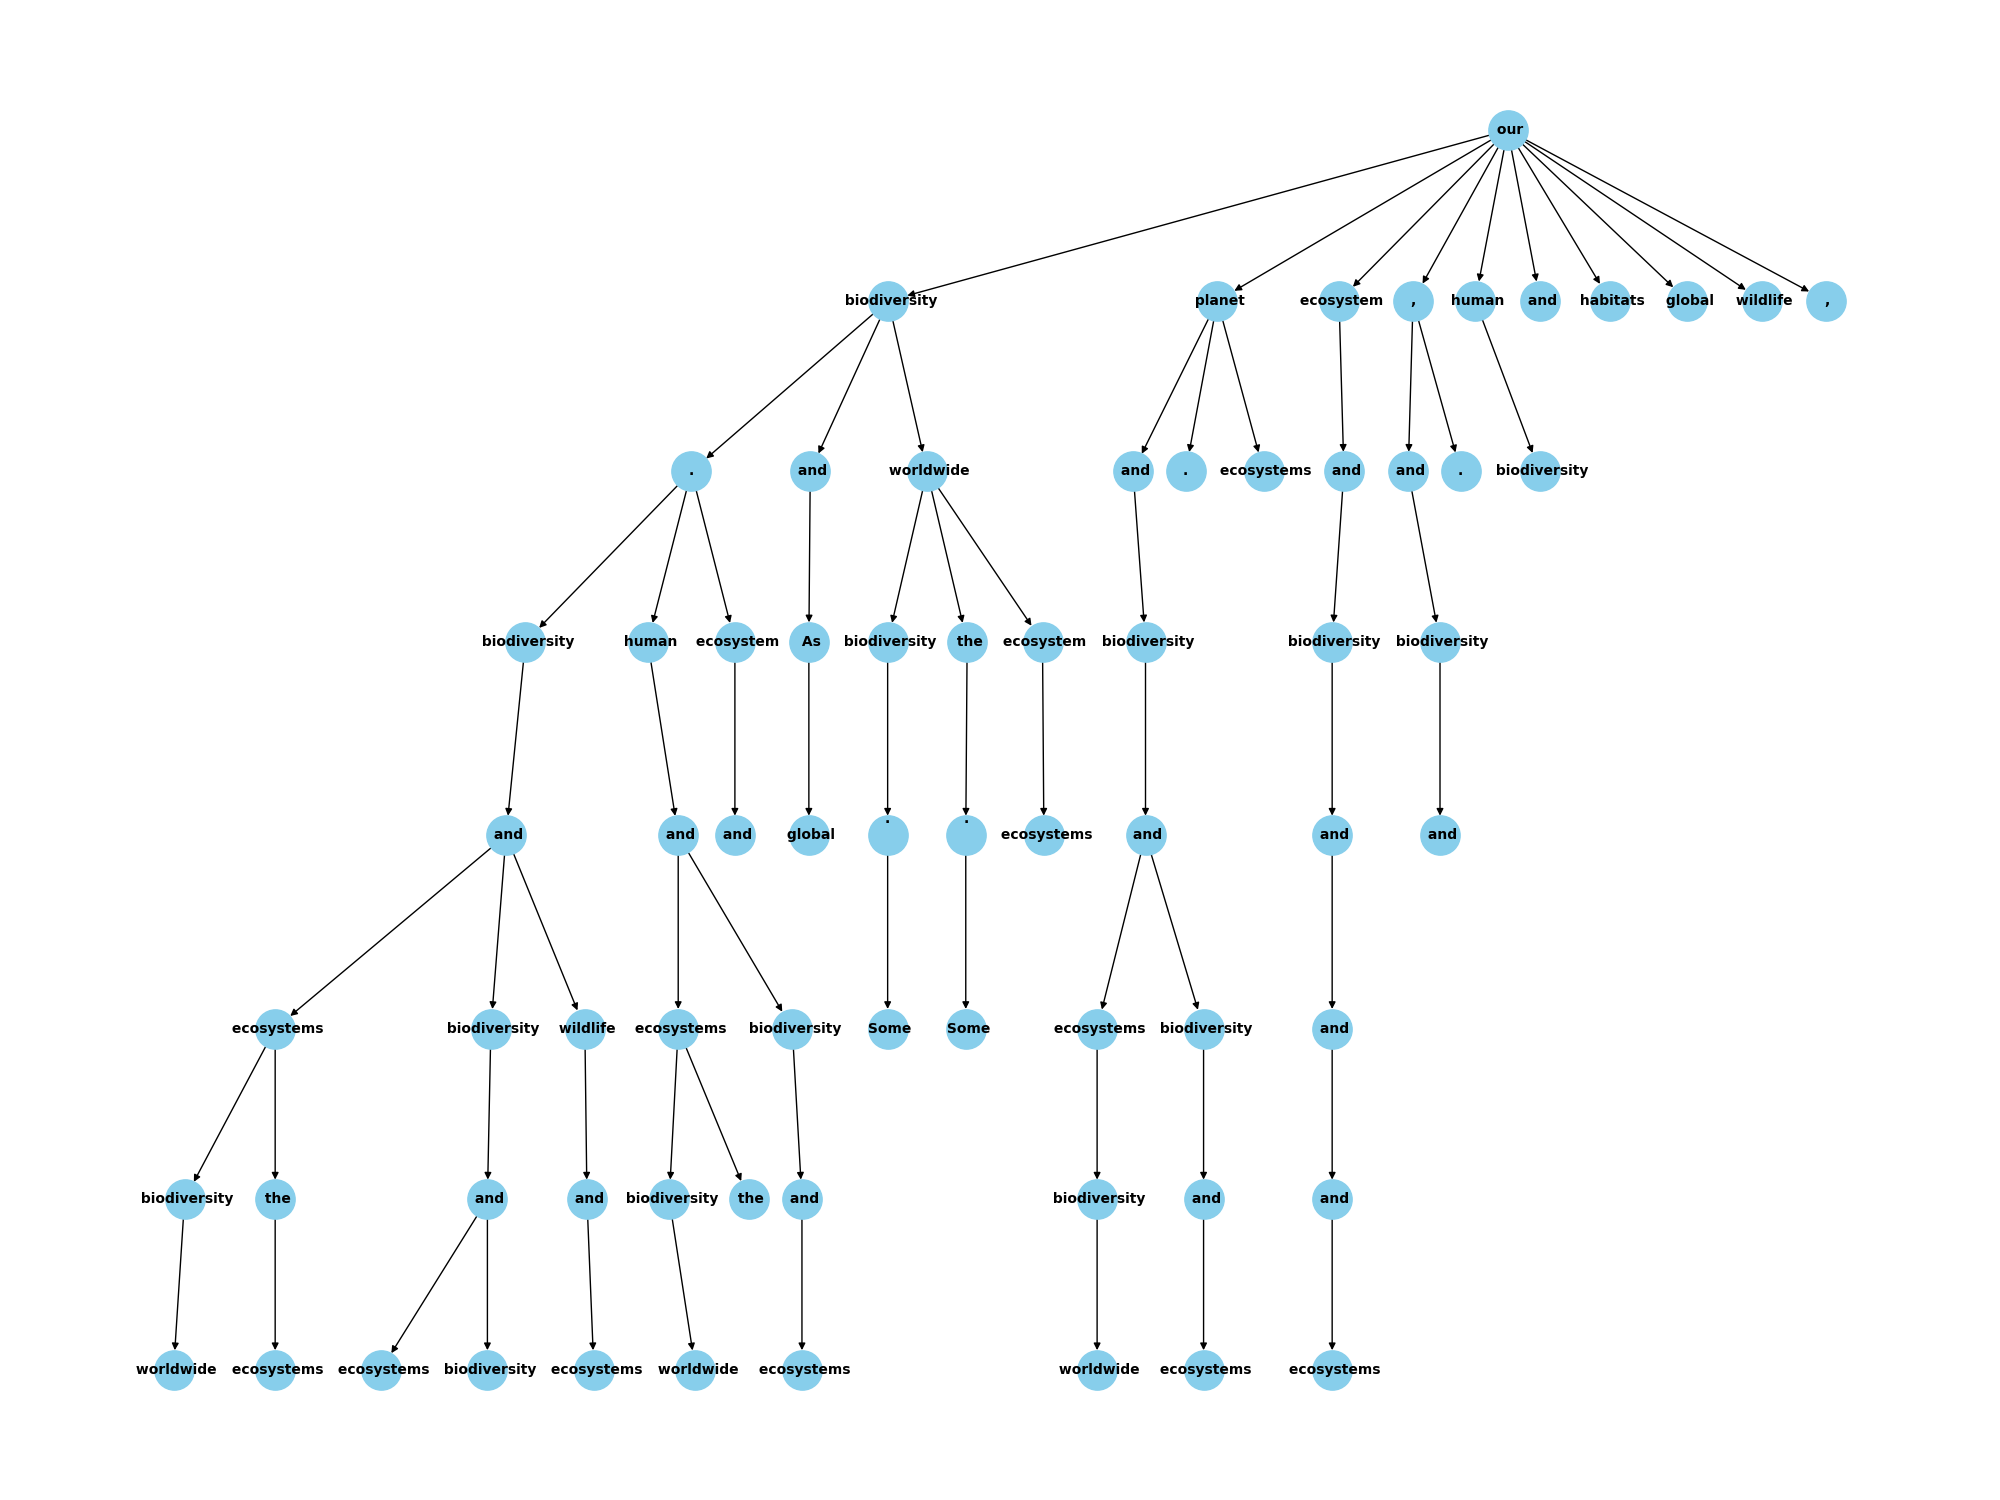 our
biodiversity planet ecosystem , human and habitats global wildlife ,
. and worldwide and . ecosystems and and . biodiversity
biodiversity human ecosystem As biodiversity the ecosystem biodiversity biodiversity biodiversity
and and and global . . ecosystems and and and
ecosystems biodiversity wildlife ecosystems biodiversity Some Some ecosystems biodiversity and
biodiversity the and and biodiversity the and biodiversity and and
worldwide ecosystems ecosystems biodiversity ecosystems worldwide ecosystems worldwide ecosystems ecosystems